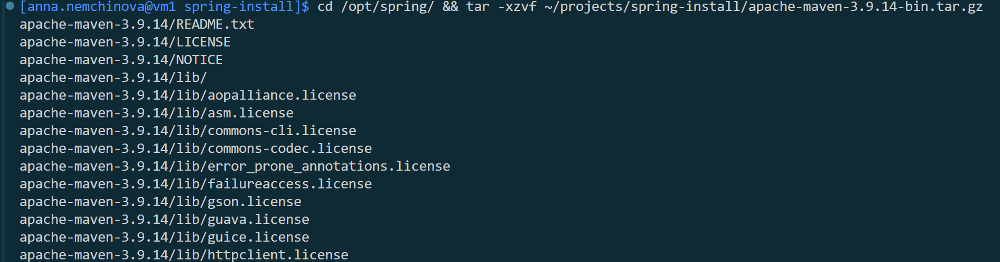 [anna.nemchinova@vm1 spring-install]$ cd /opt/spring/ && tar -xzvf ~/projects/spring-install/apache-maven-3.9.14-bin.tar.gz
apache-maven-3.9.14/README.txt
apache-maven-3.9.14/LICENSE
apache-maven-3.9.14/NOTICE
apache-maven-3.9.14/lib/
apache-maven-3.9.14/lib/aopalliance.license
apache-maven-3.9.14/lib/asm.license
apache-maven-3.9.14/lib/commons-cli.license
apache-maven-3.9.14/lib/commons-codec.license
apache-maven-3.9.14/lib/error_prone_annotations.license
apache-maven-3.9.14/lib/failureaccess.license
apache-maven-3.9.14/lib/gson.license
apache-maven-3.9.14/lib/guava.license
apache-maven-3.9.14/lib/guice.license
apache-maven-3.9.14/lib/httpclient.license